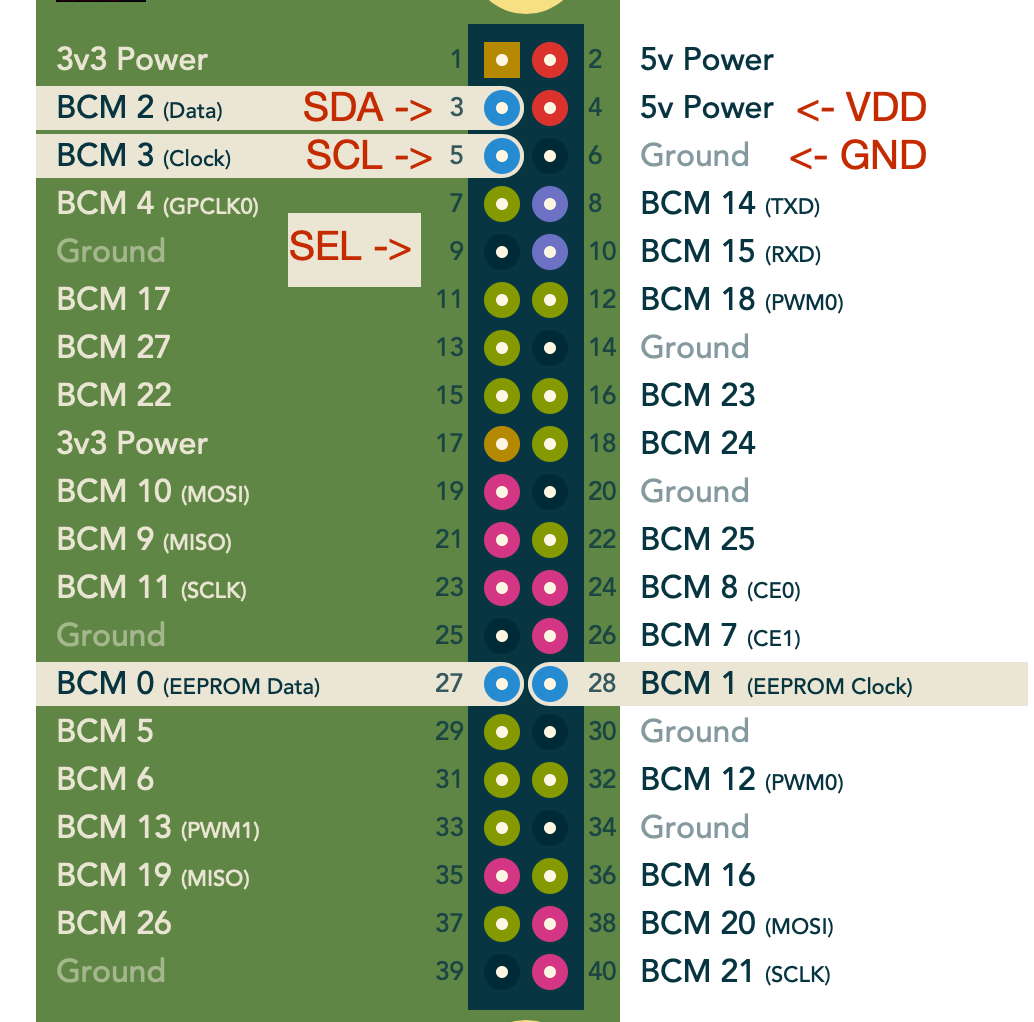 3v3 Power 1 2 5v Power
BCM 2 (Data) SDA -> 3 4 5v Power <- VDD
BCM 3 (Clock) SCL -> 5 6 Ground <- GND
BCM 4 (GPCLK0) 7 8 BCM 14 (TXD)
Ground SEL -> 9 10 BCM 15 (RXD)
BCM 17 11 12 BCM 18 (PWM0)
BCM 27 13 14 Ground
BCM 22 15 16 BCM 23
3v3 Power 17 18 BCM 24
BCM 10 (MOSI) 19 20 Ground
BCM 9 (MISO) 21 22 BCM 25
BCM 11 (SCLK) 23 24 BCM 8 (CE0)
Ground 25 26 BCM 7 (CE1)
BCM 0 (EEPROM Data) 27 28 BCM 1 (EEPROM Clock)
BCM 5 29 30 Ground
BCM 6 31 32 BCM 12 (PWM0)
BCM 13 (PWM1) 33 34 Ground
BCM 19 (MISO) 35 36 BCM 16
BCM 26 37 38 BCM 20 (MOSI)
Ground 39 40 BCM 21 (SCLK)